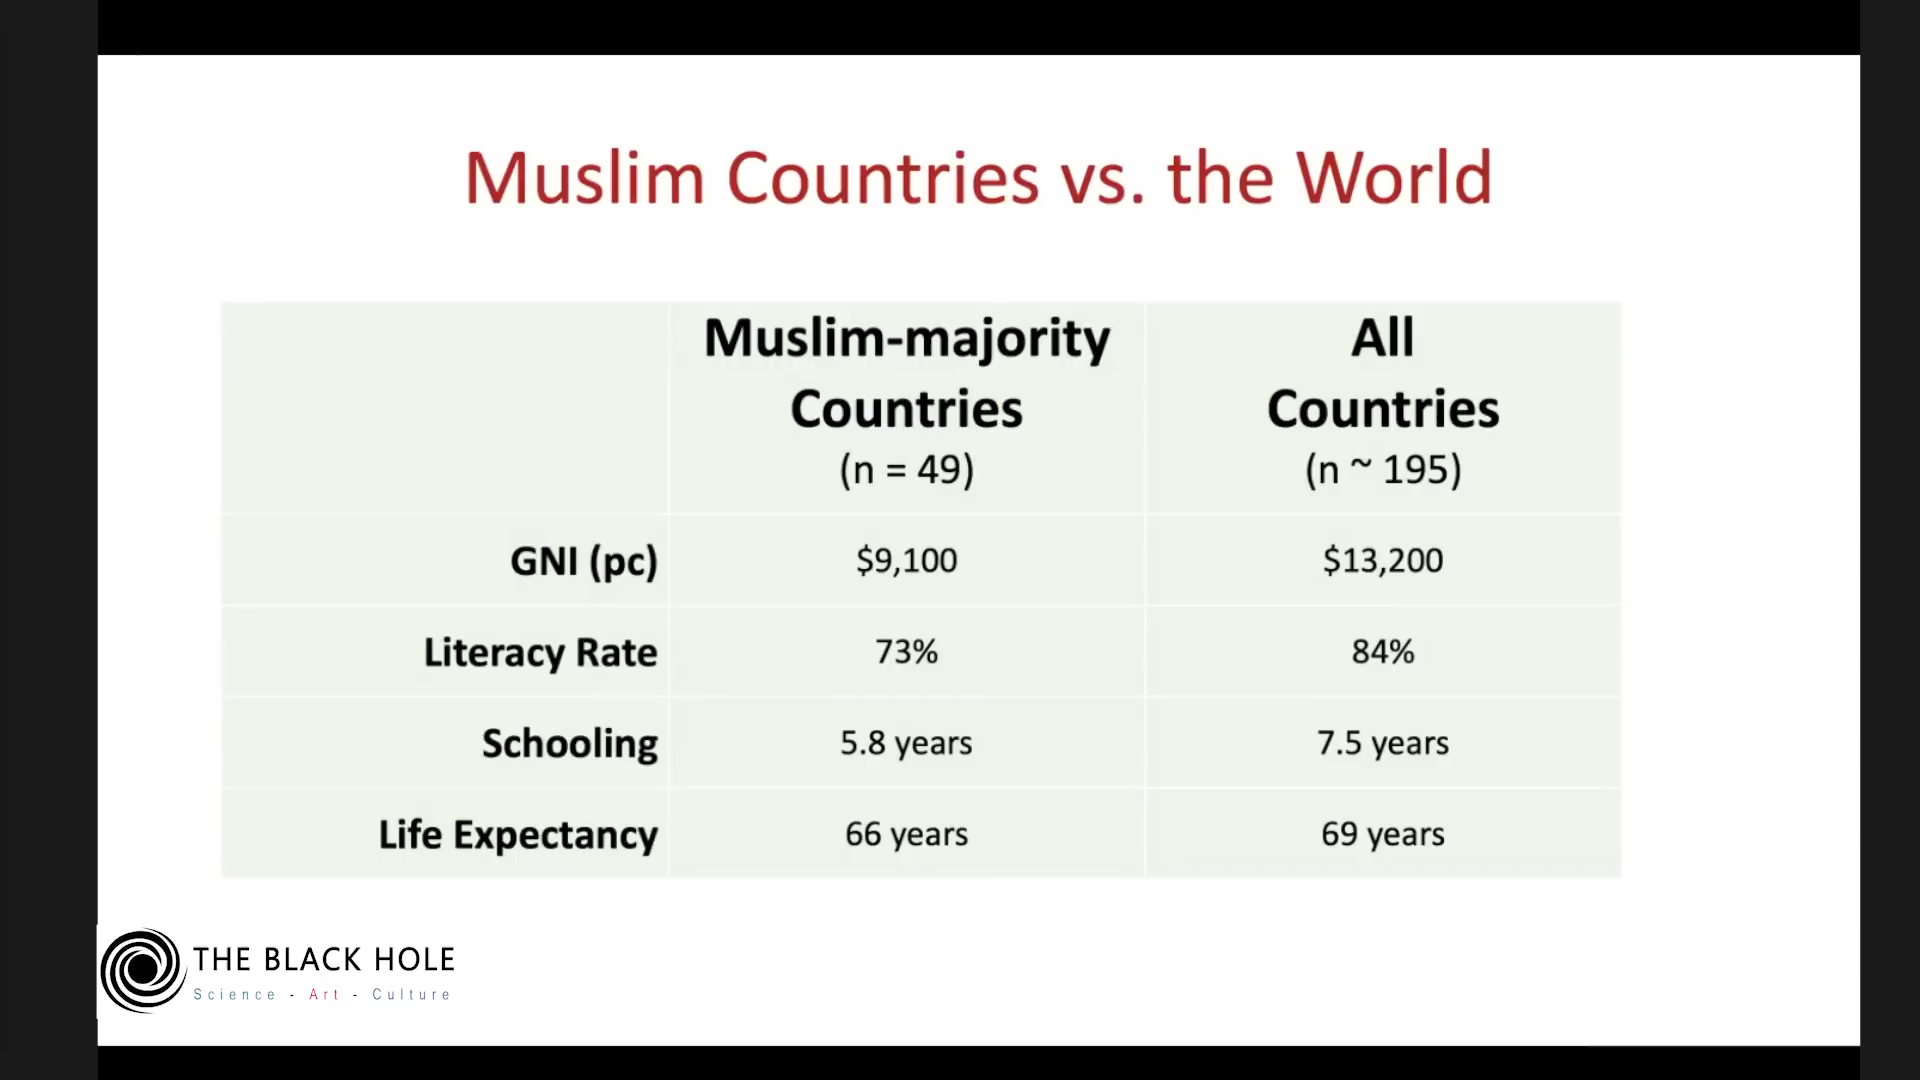 Muslim Countries vs. the World
Muslim-majority
Countries
(n = 49)
All
Countries
(n ~ 195)
GNI (pc) $9,100 $13,200
Literacy Rate 73% 84%
Schooling 5.8 years 7.5 years
Life Expectancy 66 years 69 years
THE BLACK HOLE
Science - Art - Culture